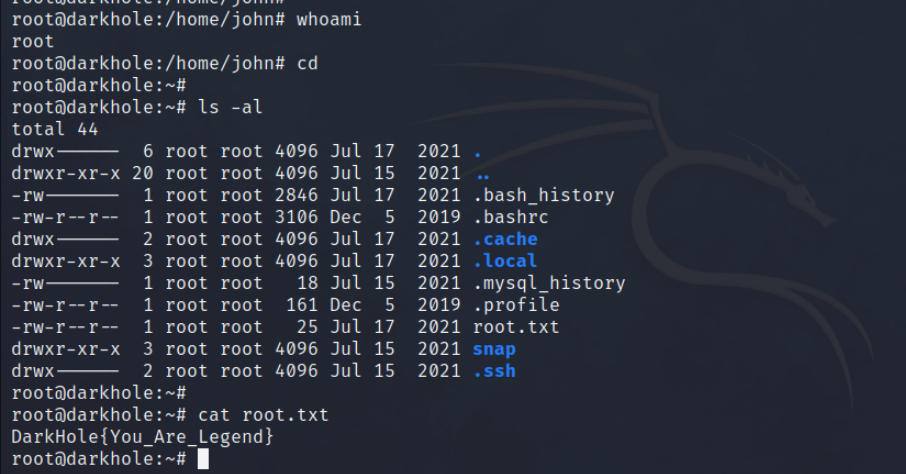 root@darkhole:/home/john# whoami
root
root@darkhole:/home/john# cd
root@darkhole:~#
root@darkhole:~# ls -al
total 44
drwx------  6 root root 4096 Jul 17  2021 .
drwxr-xr-x 20 root root 4096 Jul 15  2021 ..
-rw-------  1 root root 2846 Jul 17  2021 .bash_history
-rw-r--r--  1 root root 3106 Dec  5  2019 .bashrc
drwx------  2 root root 4096 Jul 17  2021 .cache
drwxr-xr-x  3 root root 4096 Jul 17  2021 .local
-rw-------  1 root root   18 Jul 15  2021 .mysql_history
-rw-r--r--  1 root root  161 Dec  5  2019 .profile
-rw-r--r--  1 root root   25 Jul 17  2021 root.txt
drwxr-xr-x  3 root root 4096 Jul 15  2021 snap
drwx------  2 root root 4096 Jul 15  2021 .ssh
root@darkhole:~#
root@darkhole:~# cat root.txt
DarkHole{You_Are_Legend}
root@darkhole:~#